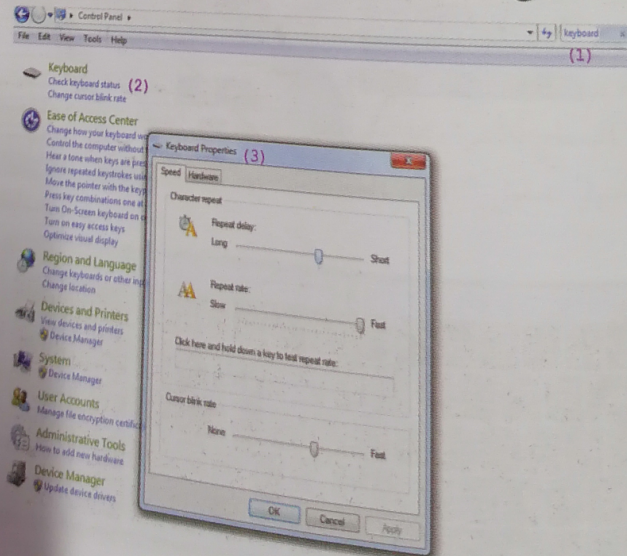 Control Panel
keyboard
(1)
File Edit View Tools Help
Keyboard
Check keyboard status (2)
Change cursor blink rate
Ease of Access Center
Change how your keyboard wo
Control the computer without
Hear a tone when keys are pres
Ignore repeated keystrokes usin
Move the pointer with the keyp
Press key combinations one at
Turn On-Screen keyboard on o
Turn on easy access keys
Optimize visual display
Region and Language
Change keyboards or other inp
Change location
Devices and Printers
View devices and printers
Device Manager
System
Device Manager
User Accounts
Manage file encryption certific
Administrative Tools
How to add new hardware
Device Manager
Update device drivers
Keyboard Properties (3)
Speed Hardware
Character repeat
Repeat delay:
Long Short
Repeat rate:
Slow Fast
Click here and hold down a key to test repeat rate:
Cursor blink rate
None Fast
OK Cancel Apply